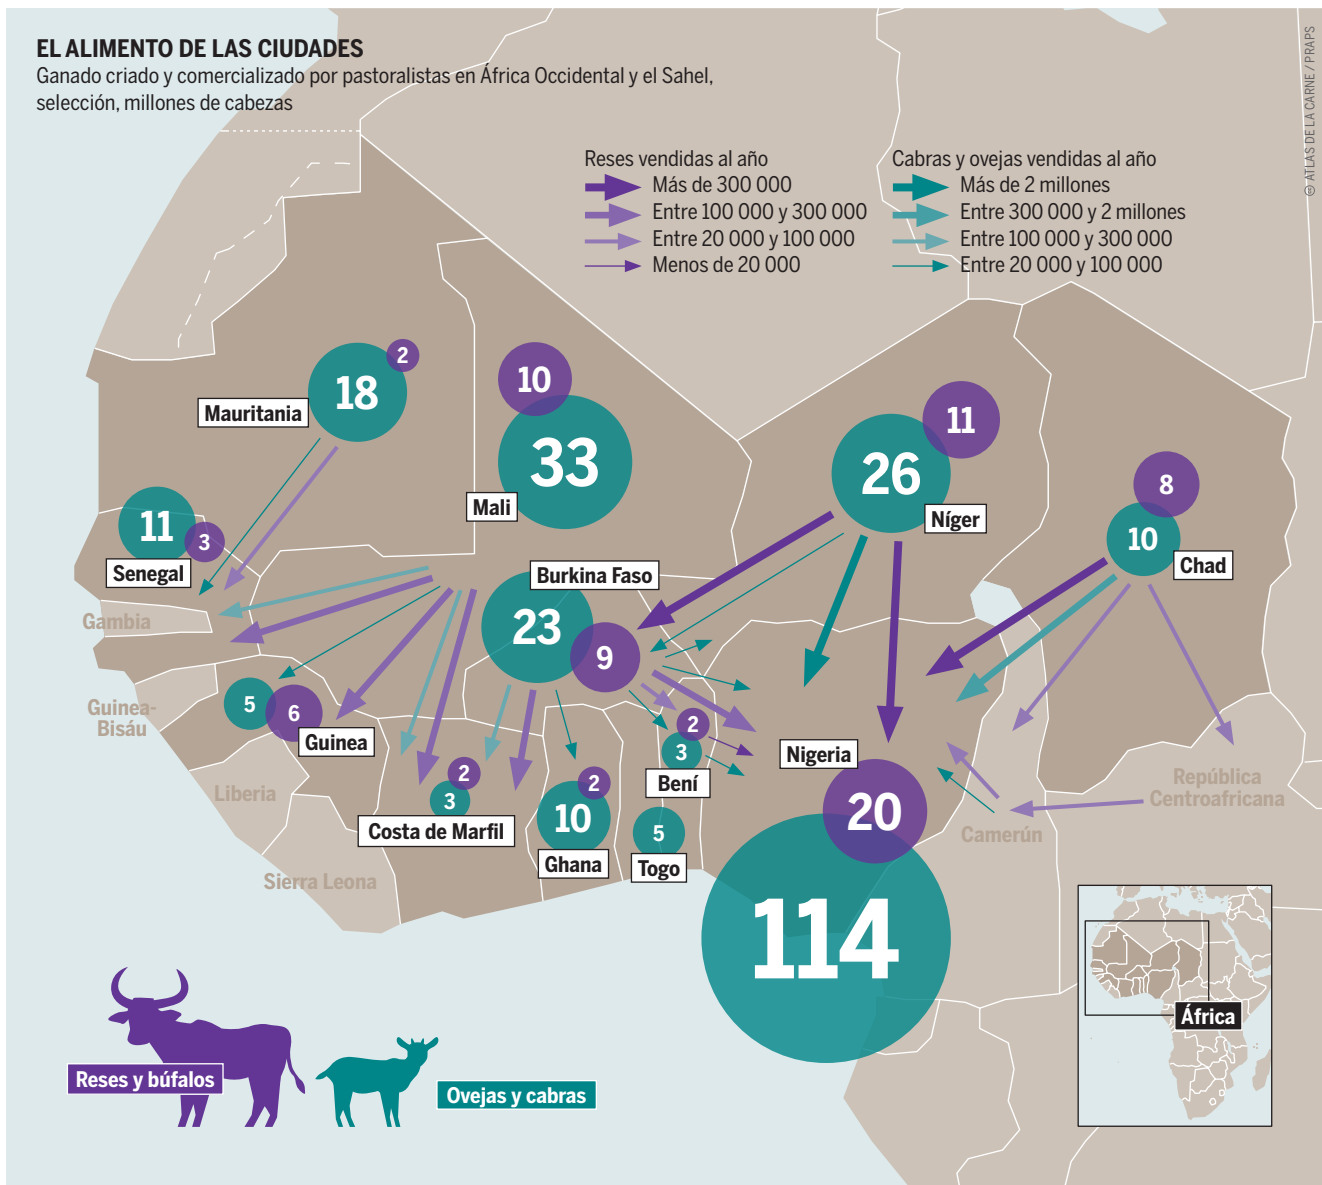 EL ALIMENTO DE LAS CIUDADES
Ganado criado y comercializado por pastoralistas en África Occidental y el Sahel,
selección, millones de cabezas
© ATLAS DE LA CARNE / PRAPS
Reses vendidas al año
Más de 300 000
Entre 100 000 y 300 000
Entre 20 000 y 100 000
Menos de 20 000
Cabras y ovejas vendidas al año
Más de 2 millones
Entre 300 000 y 2 millones
Entre 100 000 y 300 000
Entre 20 000 y 100 000
2
18
Mauritania
10
33
Mali
11
26
Níger
8
10
Chad
11
3
Senegal
Gambia
Burkina Faso
23
9
Guinea-
Bisáu
5
6
Guinea
Liberia
2
3
Costa de Marfil
Sierra Leona
2
10
Ghana
2
3
Bení
5
Togo
Nigeria
20
114
Camerún
República
Centroafricana
África
Reses y búfalos
Ovejas y cabras